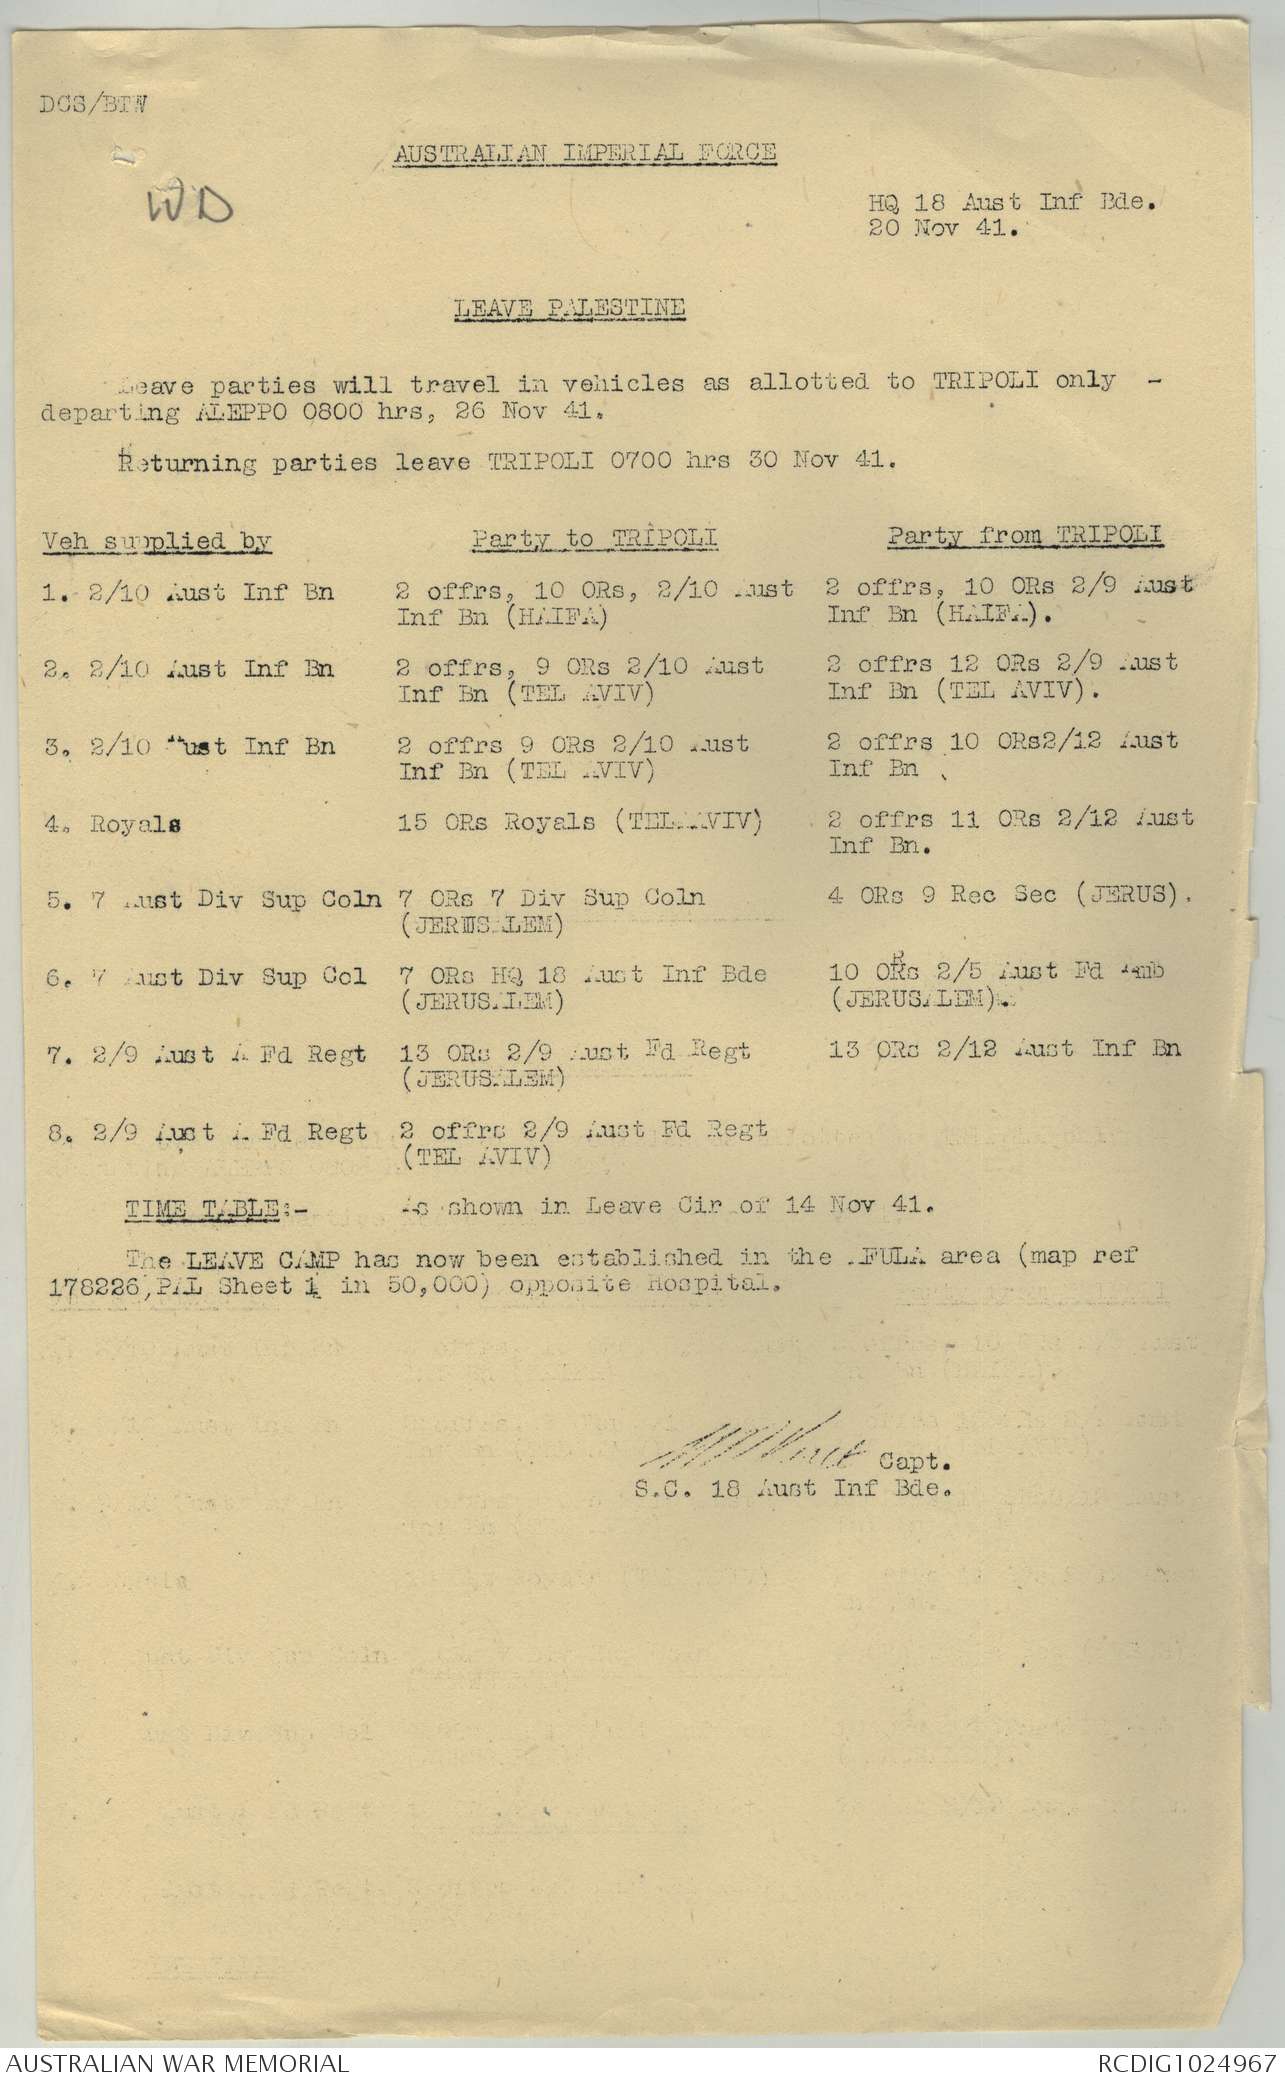 DCS/BTW
AUSTRALIAN IMPERIAL FORCE
WD
HQ 18 Aust Inf Bde.
20 Nov 41.
LEAVE PALESTINE
Leave parties will travel in vehicles as allotted to TRIPOLI only -
departing ALEPPO 0800 hrs, 26 Nov 41.
Returning parties leave TRIPOLI 0700 hrs 30 Nov 41.
Veh supplied by Party to TRIPOLI Party from TRIPOLI
1. 2/10 Aust Inf Bn 2 offrs, 10 ORs, 2/10 Aust 2 offrs, 10 ORs 2/9 Aust
Inf Bn (HAIFA) Inf Bn (HAIFA).
2. 2/10 Aust Inf Bn 2 offrs, 9 ORs 2/10 Aust 2 offrs 12 ORs 2/9 Aust
Inf Bn (TEL AVIV) Inf Bn (TEL AVIV).
3. 2/10 Aust Inf Bn 2 offrs 9 ORs 2/10 Aust 2 offrs 10 ORs2/12 Aust
Inf Bn (TEL AVIV) Inf Bn
4. Royals 15 ORs Royals (TEL AVIV) 2 offrs 11 ORs 2/12 Aust
Inf Bn.
5. 7 Aust Div Sup Coln 7 ORs 7 Div Sup Coln 4 ORs 9 Rec Sec (JERUS).
(JERUSALEM)
6. 7 Aust Div Sup Col 7 ORs HQ 18 Aust Inf Bde 10 ORs 2/5 Aust Fd Amb
(JERUSALEM) (JERUSALEM).
7. 2/9 Aust A Fd Regt 13 ORs 2/9 Aust Fd Regt 13 ORs 2/12 Aust Inf Bn
(JERUSALEM)
8. 2/9 Aust A Fd Regt 2 offrs 2/9 Aust Fd Regt
(TEL AVIV)
TIME TABLE:- As shown in Leave Cir of 14 Nov 41.
The LEAVE CAMP has now been established in the AFULA area (map ref
178226, PAL Sheet 1 in 50,000) opposite Hospital.
Capt.
S.C. 18 Aust Inf Bde.
AUSTRALIAN WAR MEMORIAL RCDIG1024967